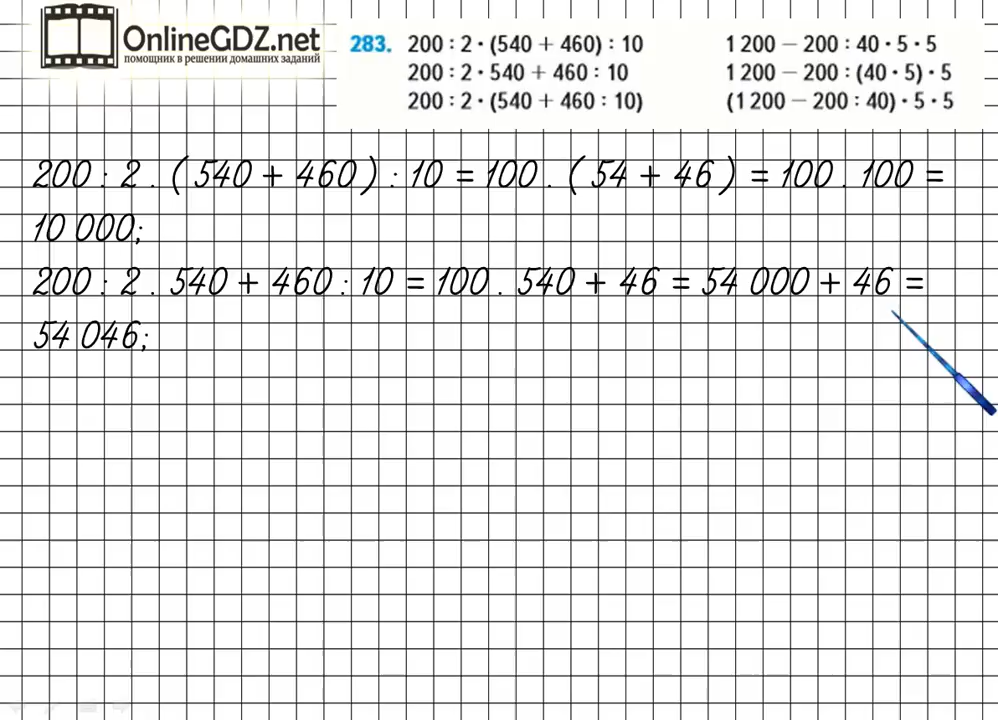 OnlineGDZ.net
помощник в решении домашних заданий
283. 200 : 2 · (540 + 460) : 10
200 : 2 · 540 + 460 : 10
200 : 2 · (540 + 460 : 10)
1 200 − 200 : 40 · 5 · 5
1 200 − 200 : (40 · 5) · 5
(1 200 − 200 : 40) · 5 · 5
200 : 2 . ( 540 + 460 ) : 10 = 100 . ( 54 + 46 ) = 100 . 100 =
10 000;
200 : 2 . 540 + 460 : 10 = 100 . 540 + 46 = 54 000 + 46 =
54 046;